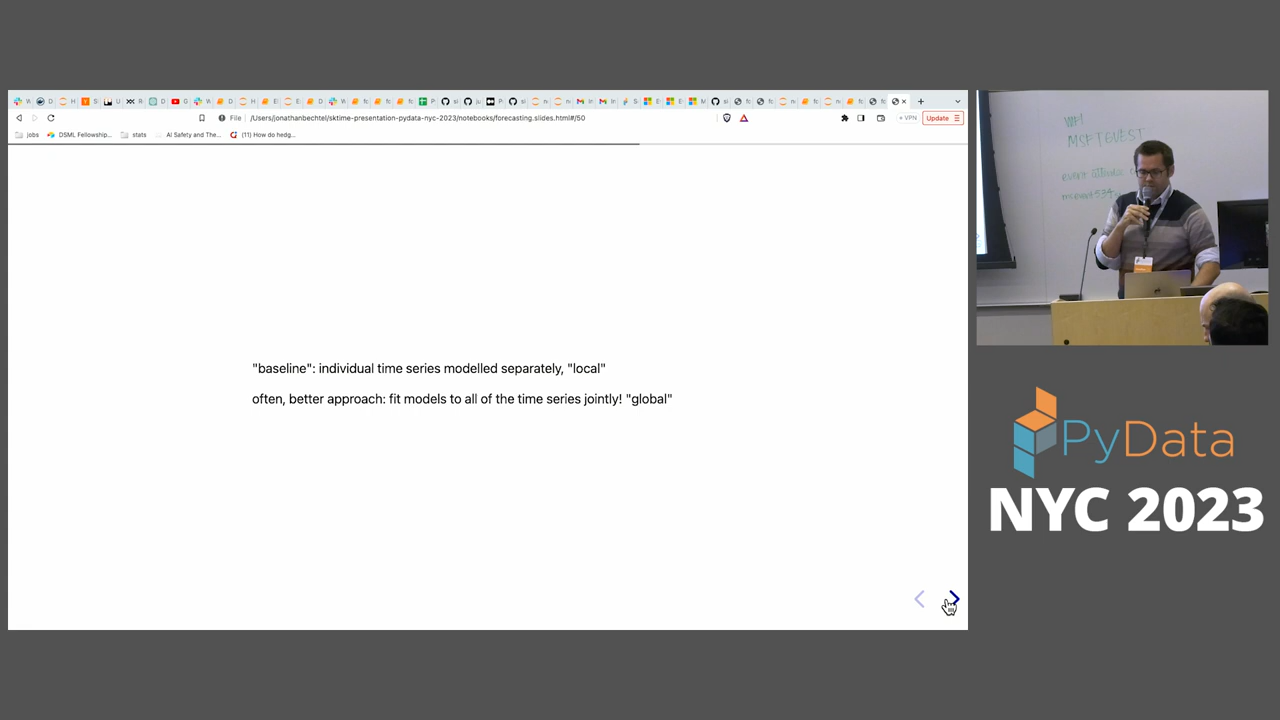 /Users/jonathanbechtel/sktime-presentation-pydata-nyc-2023/notebooks/forecasting.slides.html#/50
File
VPN
Update
jobs
DSML Fellowship...
stats
AI Safety and The...
(11) How do hedg...
"baseline": individual time series modelled separately, "local"
often, better approach: fit models to all of the time series jointly! "global"
MSFTGUEST
event
PyData
NYC 2023